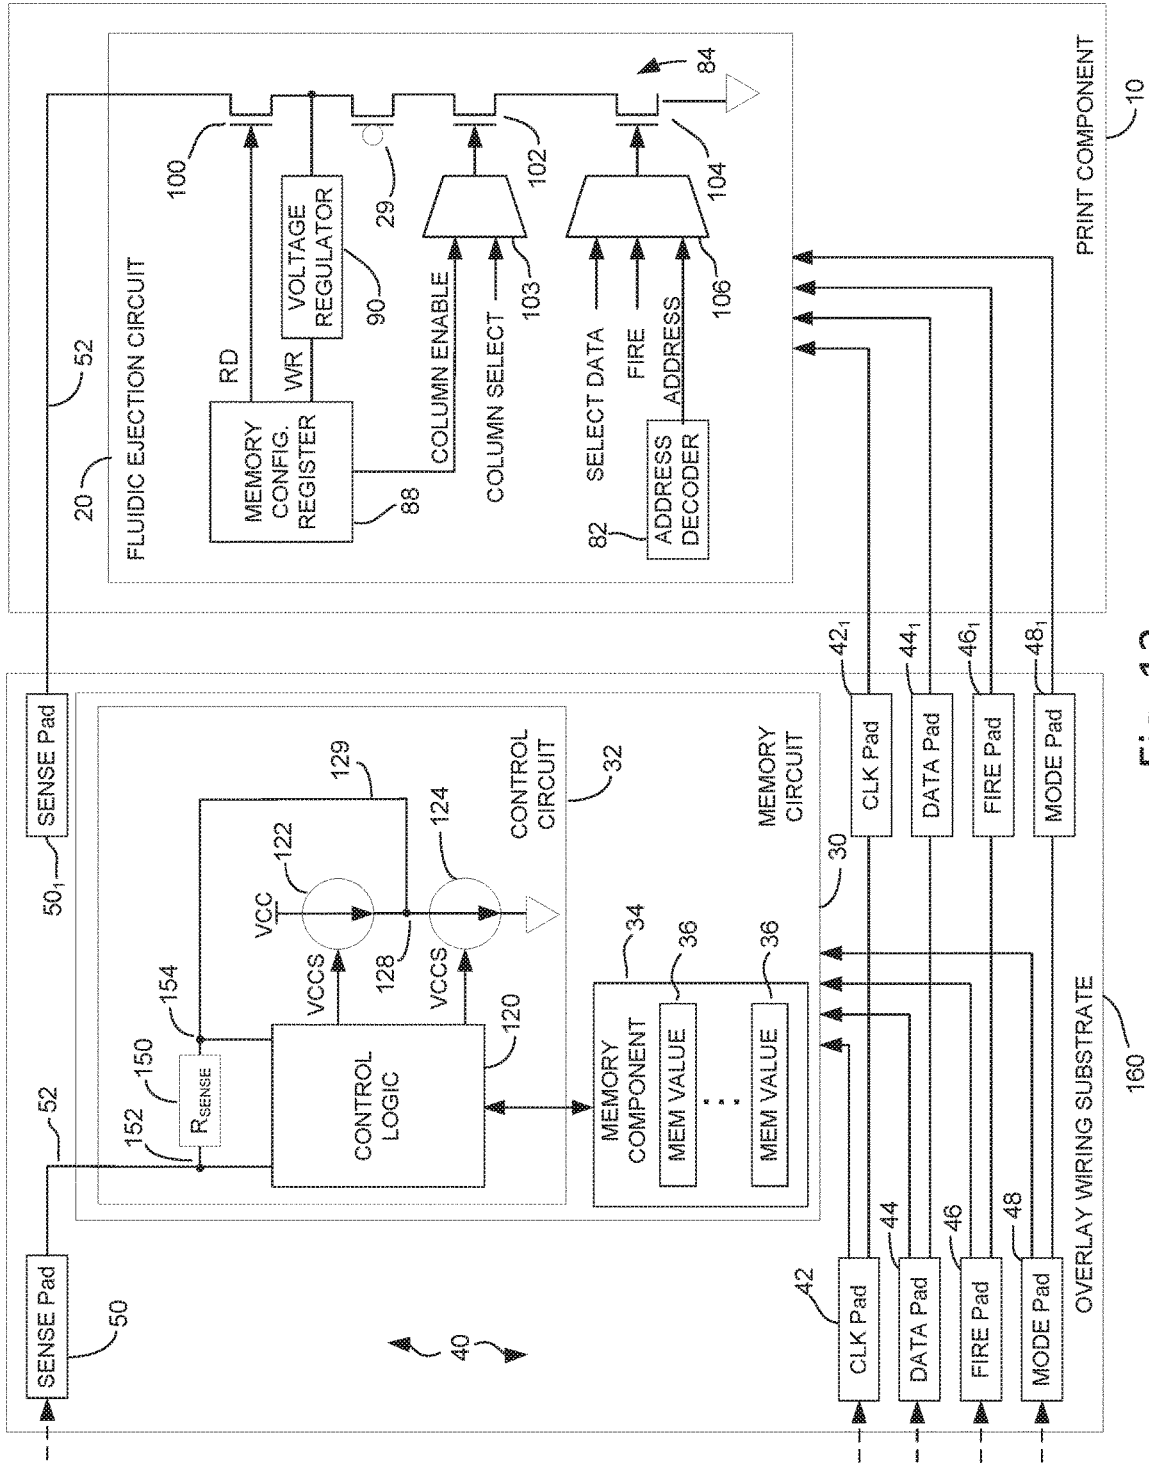 SENSE Pad
50
52
152
R_SENSE
150
154
SENSE Pad
50₁
52
CONTROL
LOGIC
120
VCC
122
VCCS
128
VCCS
124
129
CONTROL
CIRCUIT
32
MEMORY
COMPONENT
34
MEM VALUE
36
MEM VALUE
36
MEMORY
CIRCUIT
30
40
CLK Pad
42
DATA Pad
44
FIRE Pad
46
MODE Pad
48
CLK Pad
42₁
DATA Pad
44₁
FIRE Pad
46₁
MODE Pad
48₁
OVERLAY WIRING SUBSTRATE
160
20
FLUIDIC EJECTION CIRCUIT
MEMORY
CONFIG.
REGISTER
88
RD
WR
100
VOLTAGE
REGULATOR
90
29
COLUMN ENABLE
COLUMN SELECT
103
102
SELECT DATA
FIRE
ADDRESS
ADDRESS
DECODER
82
106
104
84
PRINT COMPONENT
10